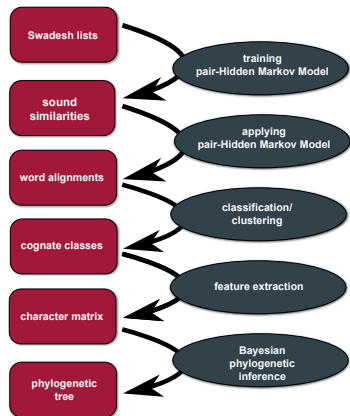 Swadesh lists
training
pair-Hidden Markov Model
sound
similarities
applying
pair-Hidden Markov Model
word alignments
classification/
clustering
cognate classes
feature extraction
character matrix
Bayesian
phylogenetic
inference
phylogenetic
tree